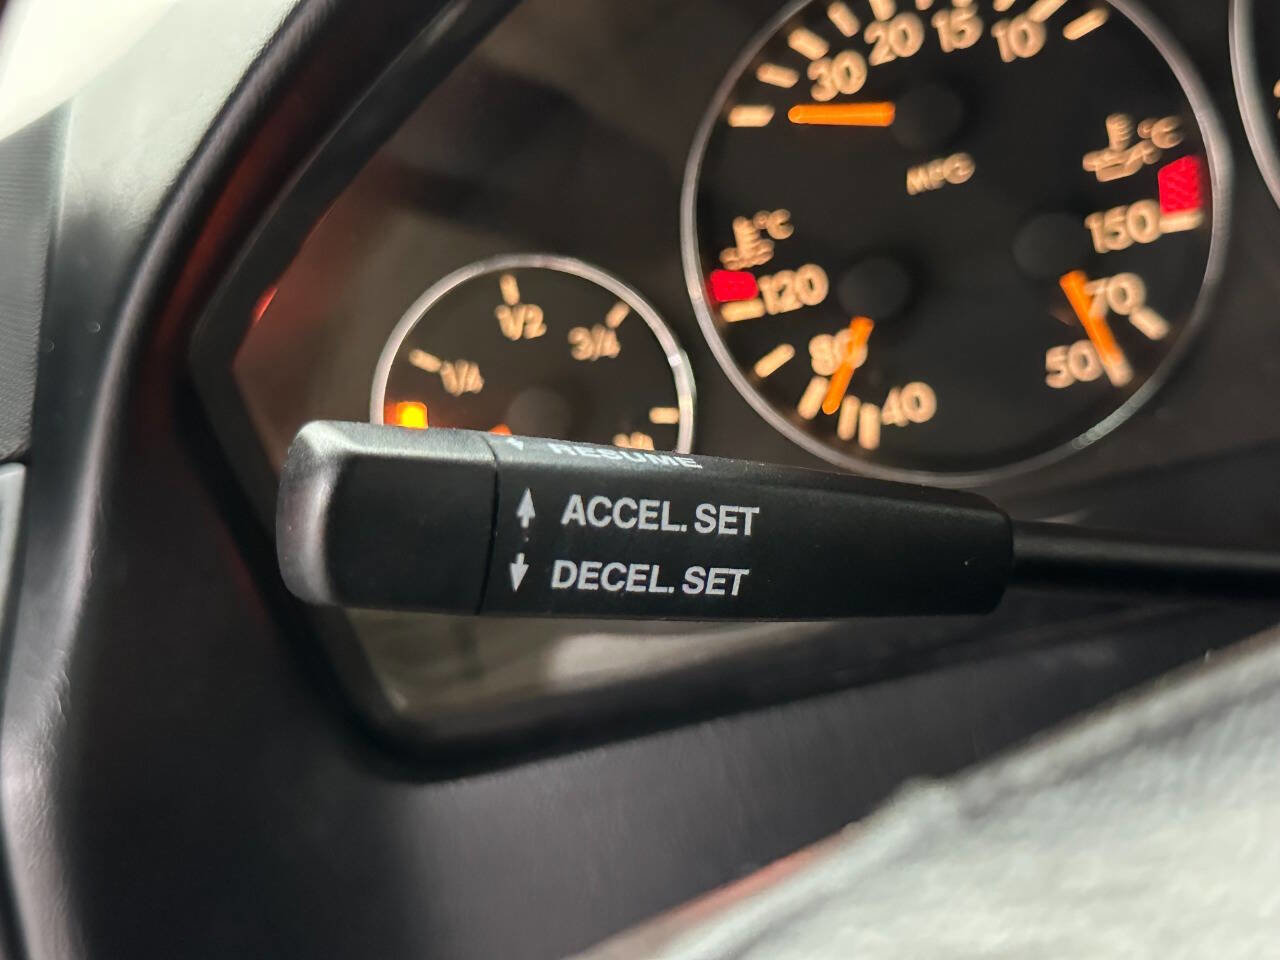 30 20 15 10
MPG
°C
°C
120
80
40
150
70
50
1/4
1/2
3/4
RESUME
ACCEL. SET
DECEL. SET